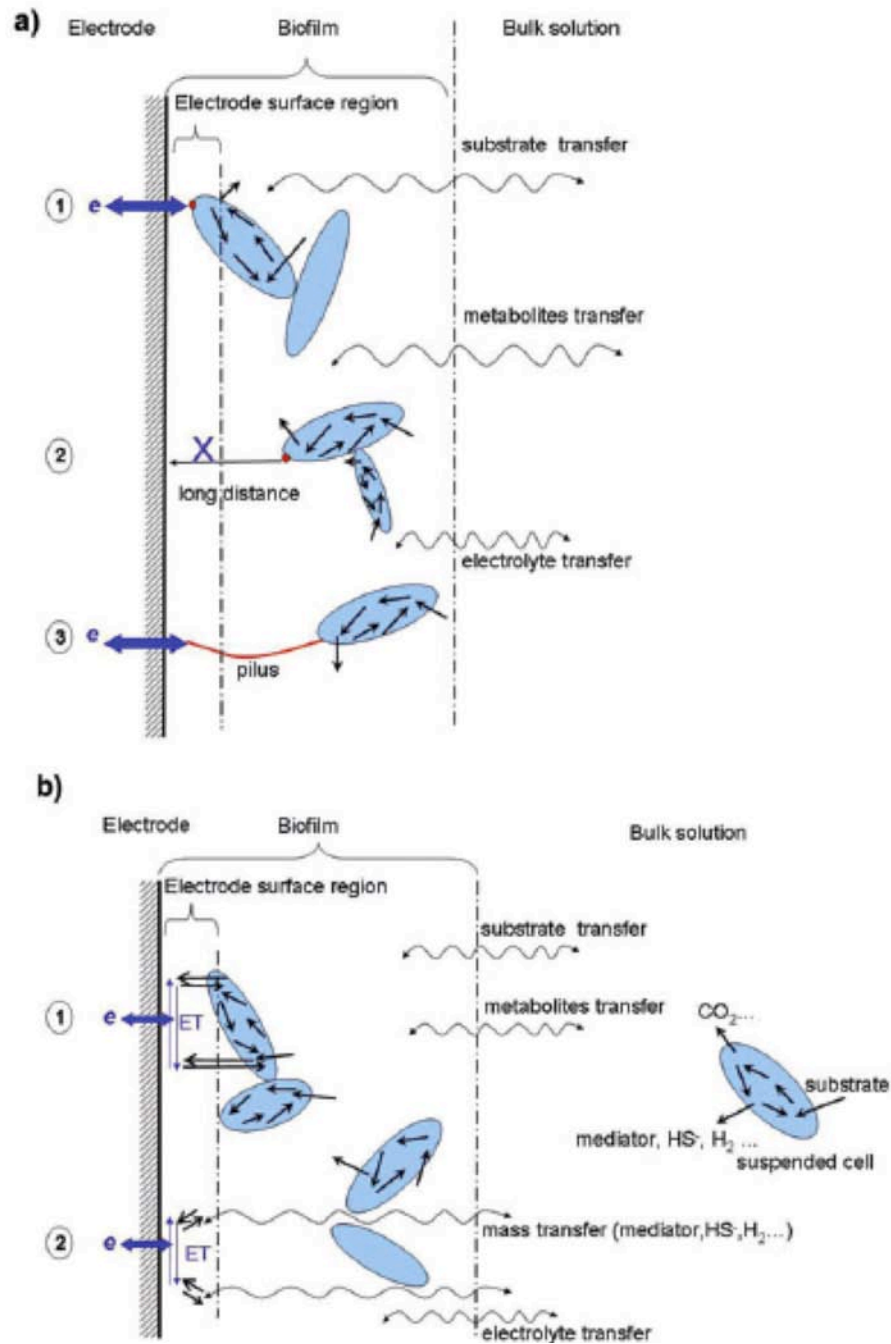 a)
Electrode Biofilm Bulk solution
Electrode surface region
substrate transfer
1 e
metabolites transfer
2 X
long distance
electrolyte transfer
3 e
pilus
b)
Electrode Biofilm Bulk solution
Electrode surface region
substrate transfer
metabolites transfer
CO₂...
1 e ET
substrate
mediator, HS⁻, H₂ ...
suspended cell
mass transfer (mediator,HS⁻,H₂...)
2 e ET
electrolyte transfer